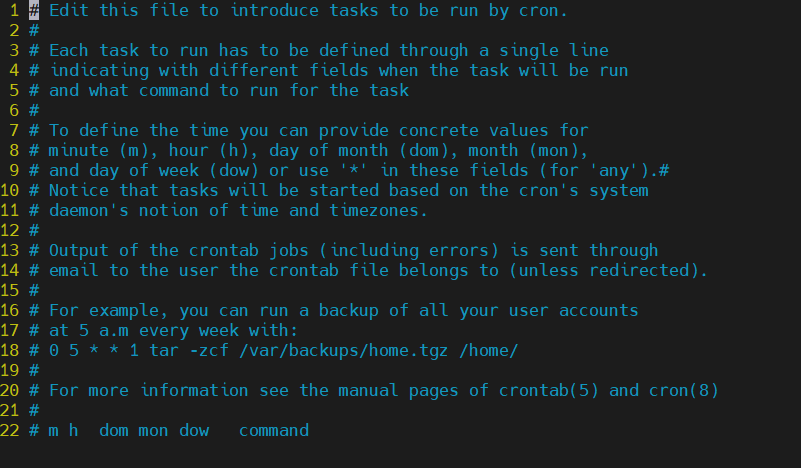 1 # Edit this file to introduce tasks to be run by cron.
2 #
3 # Each task to run has to be defined through a single line
4 # indicating with different fields when the task will be run
5 # and what command to run for the task
6 #
7 # To define the time you can provide concrete values for
8 # minute (m), hour (h), day of month (dom), month (mon),
9 # and day of week (dow) or use '*' in these fields (for 'any').#
10 # Notice that tasks will be started based on the cron's system
11 # daemon's notion of time and timezones.
12 #
13 # Output of the crontab jobs (including errors) is sent through
14 # email to the user the crontab file belongs to (unless redirected).
15 #
16 # For example, you can run a backup of all your user accounts
17 # at 5 a.m every week with:
18 # 0 5 * * 1 tar -zcf /var/backups/home.tgz /home/
19 #
20 # For more information see the manual pages of crontab(5) and cron(8)
21 #
22 # m h  dom mon dow   command